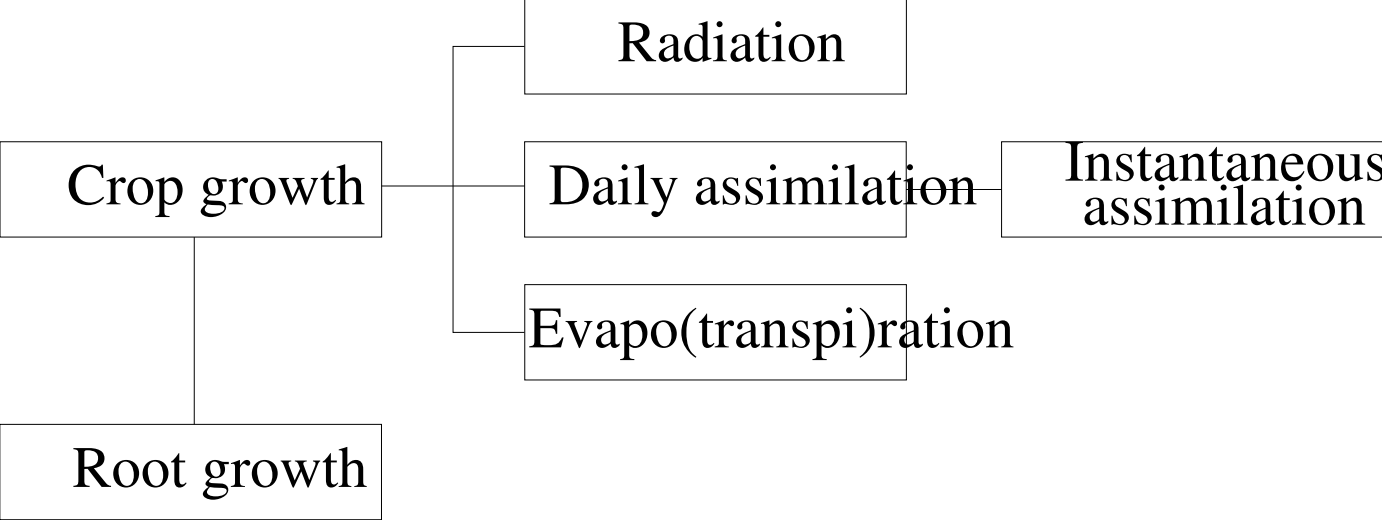 Radiation
Crop growth
Daily assimilation
Instantaneous
assimilation
Evapo(transpi)ration
Root growth